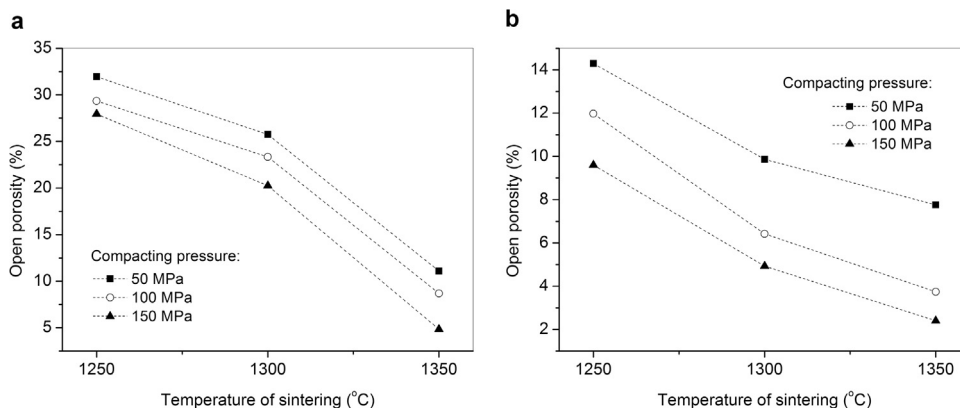 a
35
30
25
20
15
10
5
Open porosity (%)
Compacting pressure:
50 MPa
100 MPa
150 MPa
1250
1300
1350
Temperature of sintering (°C)
b
14
12
10
8
6
4
2
Open porosity (%)
Compacting pressure:
50 MPa
100 MPa
150 MPa
1250
1300
1350
Temperature of sintering (°C)